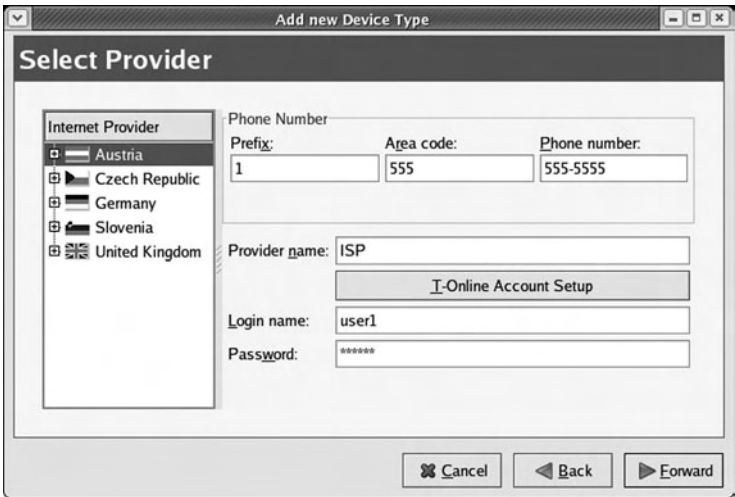 Add new Device Type
Select Provider
Internet Provider
Austria
Czech Republic
Germany
Slovenia
United Kingdom
Phone Number
Prefix:
Area code:
Phone number:
1
555
555-5555
Provider name:
ISP
T-Online Account Setup
Login name:
user1
Password:
******
Cancel
Back
Forward